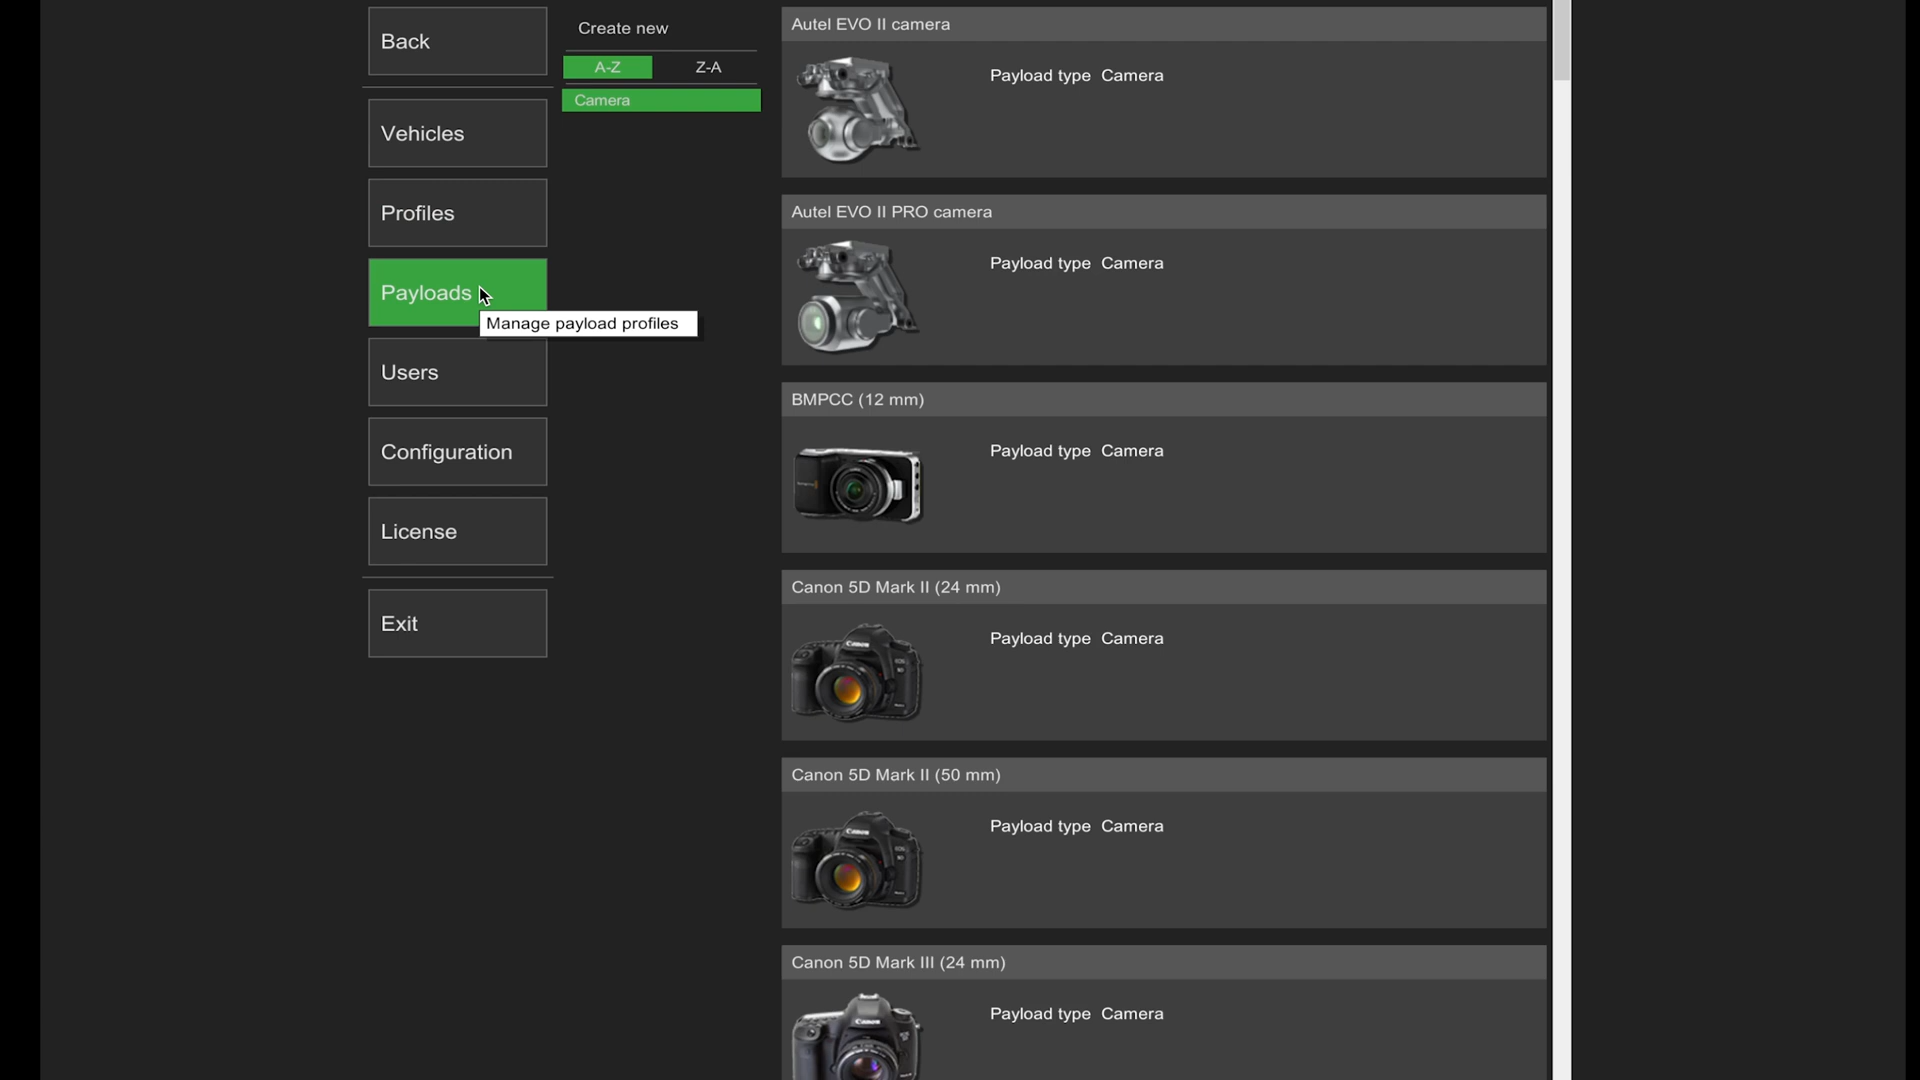 Back
Vehicles
Profiles
Payloads
Manage payload profiles
Users
Configuration
License
Exit
Create new
A-Z Z-A
Camera
Autel EVO II camera
Payload type Camera
Autel EVO II PRO camera
Payload type Camera
BMPCC (12 mm)
Payload type Camera
Canon 5D Mark II (24 mm)
Canon
Payload type Camera
Canon 5D Mark II (50 mm)
Canon
Payload type Camera
Canon 5D Mark III (24 mm)
Canon
Payload type Camera